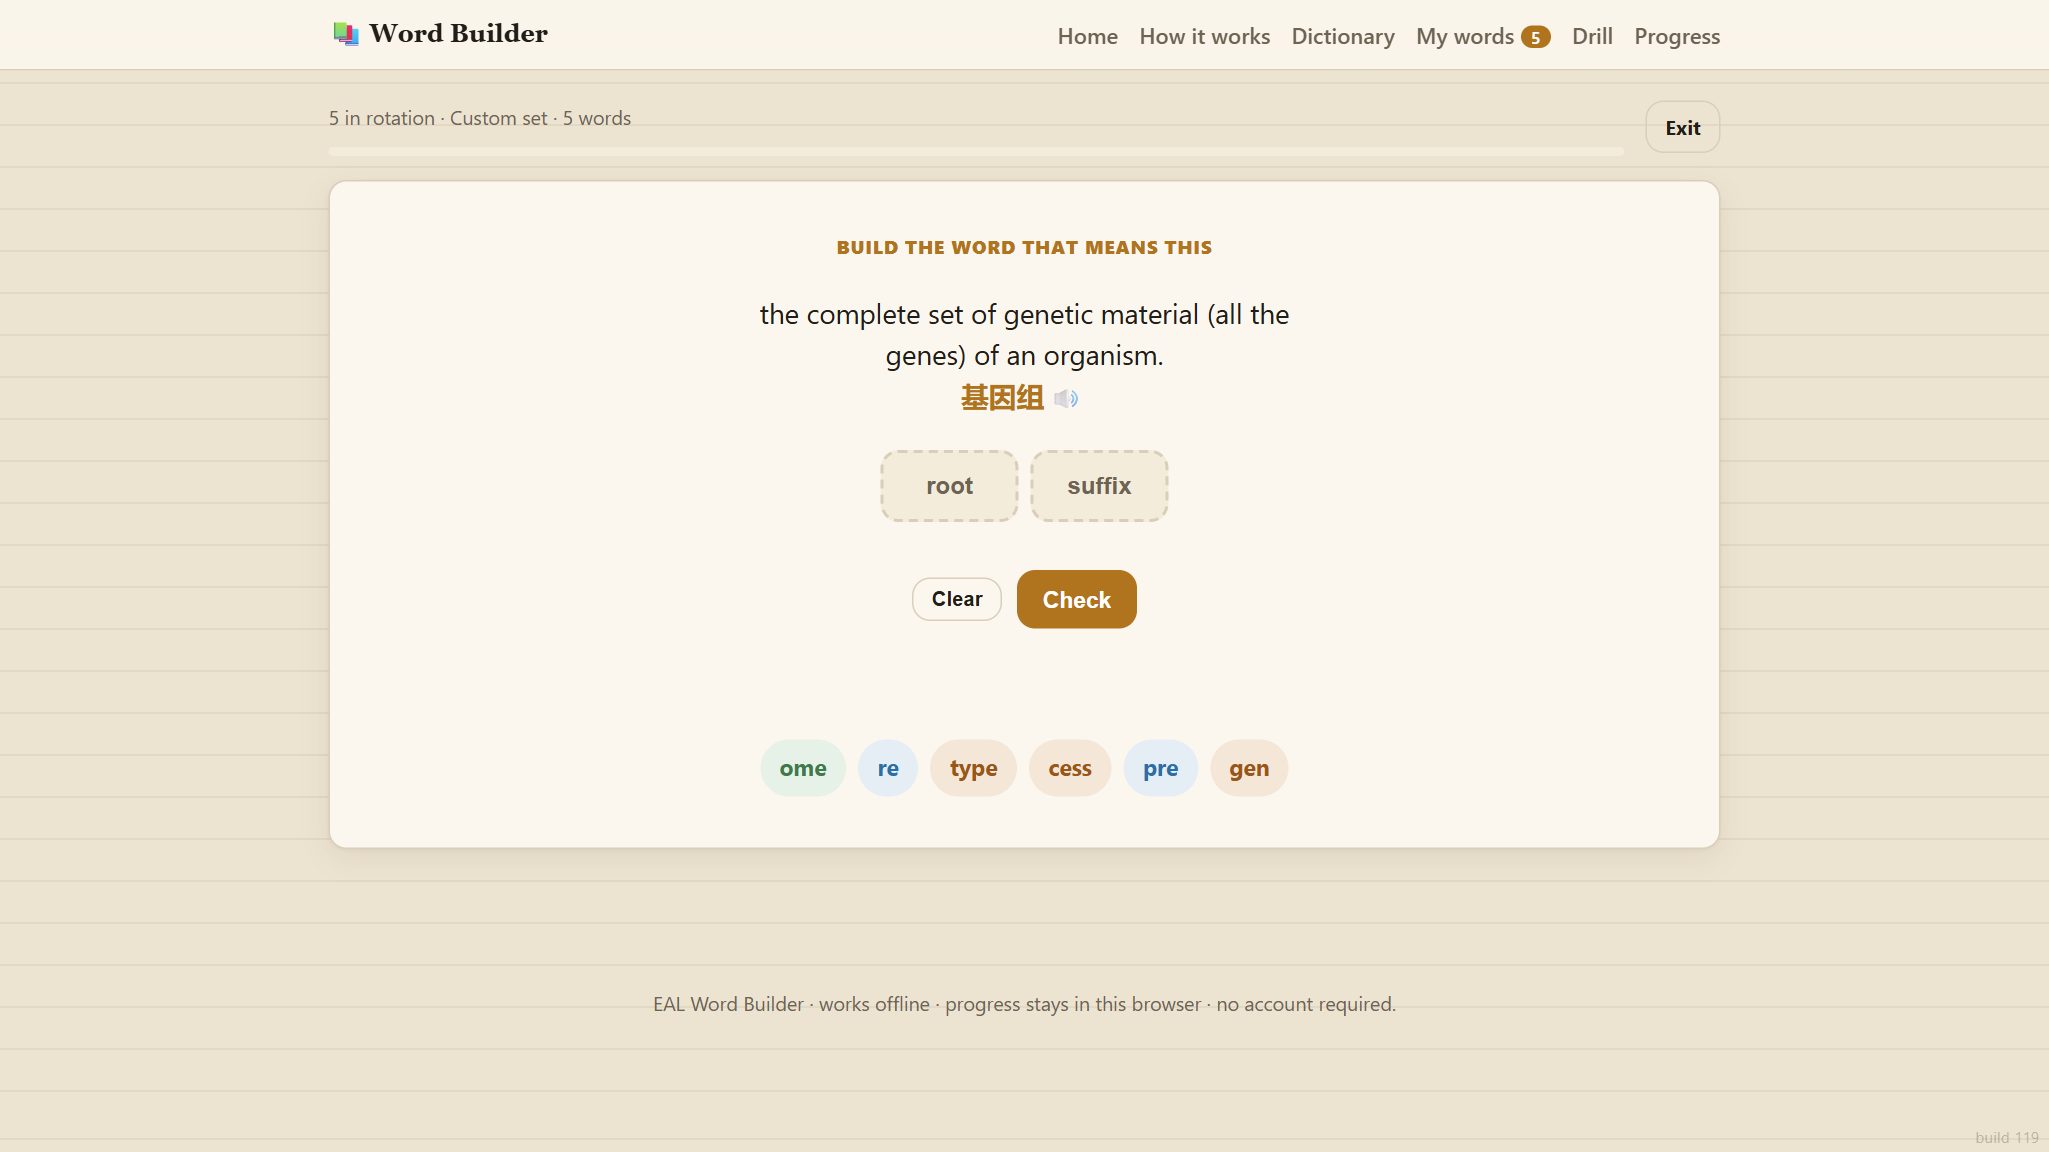 Word Builder
Home How it works Dictionary My words 5 Drill Progress
5 in rotation · Custom set · 5 words
Exit
BUILD THE WORD THAT MEANS THIS
the complete set of genetic material (all the
genes) of an organism.
基因组
root suffix
Clear Check
ome re type cess pre gen
EAL Word Builder · works offline · progress stays in this browser · no account required.
build 119